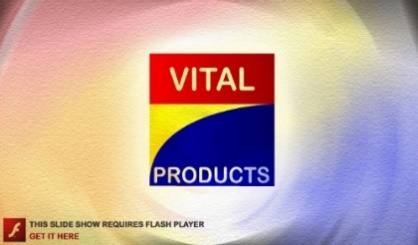 VITAL
PRODUCTS
THIS SLIDE SHOW REQUIRES FLASH PLAYER
GET IT HERE